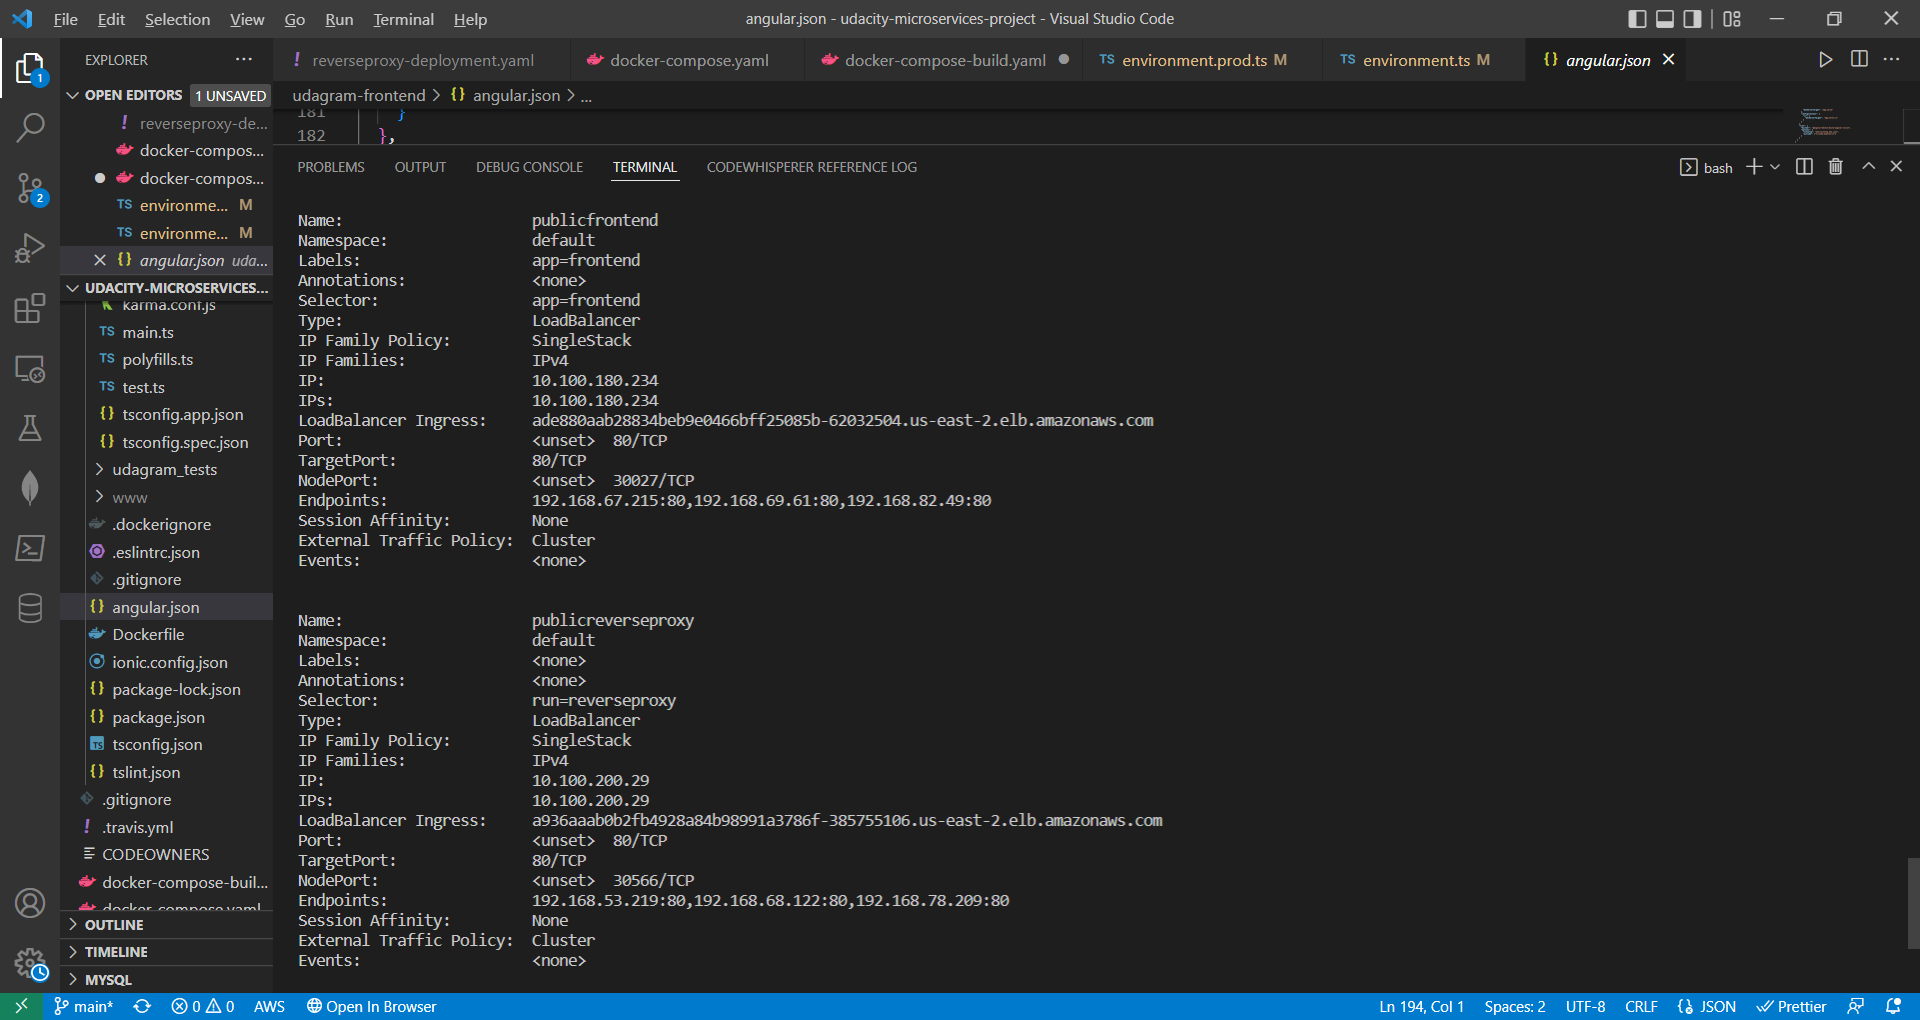 File Edit Selection View Go Run Terminal Help
angular.json - udacity-microservices-project - Visual Studio Code
EXPLORER
OPEN EDITORS 1 UNSAVED
reverseproxy-de...
docker-compos...
docker-compos...
TS environme... M
TS environme... M
{} angular.json uda...
UDACITY-MICROSERVICES...
karma.conf.js
TS main.ts
TS polyfills.ts
TS test.ts
{} tsconfig.app.json
{} tsconfig.spec.json
udagram_tests
www
.dockerignore
.eslintrc.json
.gitignore
{} angular.json
Dockerfile
ionic.config.json
{} package-lock.json
{} package.json
TS tsconfig.json
{} tslint.json
.gitignore
! .travis.yml
CODEOWNERS
docker-compose-buil...
docker-compose.yaml
OUTLINE
TIMELINE
MYSQL
1
2
! reverseproxy-deployment.yaml
docker-compose.yaml
docker-compose-build.yaml
TS environment.prod.ts M
TS environment.ts M
{} angular.json
udagram-frontend > {} angular.json > ...
181 }
182 },
PROBLEMS OUTPUT DEBUG CONSOLE TERMINAL CODEWHISPERER REFERENCE LOG
bash
Name: publicfrontend
Namespace: default
Labels: app=frontend
Annotations: <none>
Selector: app=frontend
Type: LoadBalancer
IP Family Policy: SingleStack
IP Families: IPv4
IP: 10.100.180.234
IPs: 10.100.180.234
LoadBalancer Ingress: ade880aab28834beb9e0466bff25085b-62032504.us-east-2.elb.amazonaws.com
Port: <unset> 80/TCP
TargetPort: 80/TCP
NodePort: <unset> 30027/TCP
Endpoints: 192.168.67.215:80,192.168.69.61:80,192.168.82.49:80
Session Affinity: None
External Traffic Policy: Cluster
Events: <none>
Name: publicreverseproxy
Namespace: default
Labels: <none>
Annotations: <none>
Selector: run=reverseproxy
Type: LoadBalancer
IP Family Policy: SingleStack
IP Families: IPv4
IP: 10.100.200.29
IPs: 10.100.200.29
LoadBalancer Ingress: a936aaab0b2fb4928a84b98991a3786f-385755106.us-east-2.elb.amazonaws.com
Port: <unset> 80/TCP
TargetPort: 80/TCP
NodePort: <unset> 30566/TCP
Endpoints: 192.168.53.219:80,192.168.68.122:80,192.168.78.209:80
Session Affinity: None
External Traffic Policy: Cluster
Events: <none>
main* 0 0 AWS Open In Browser
Ln 194, Col 1 Spaces: 2 UTF-8 CRLF JSON Prettier